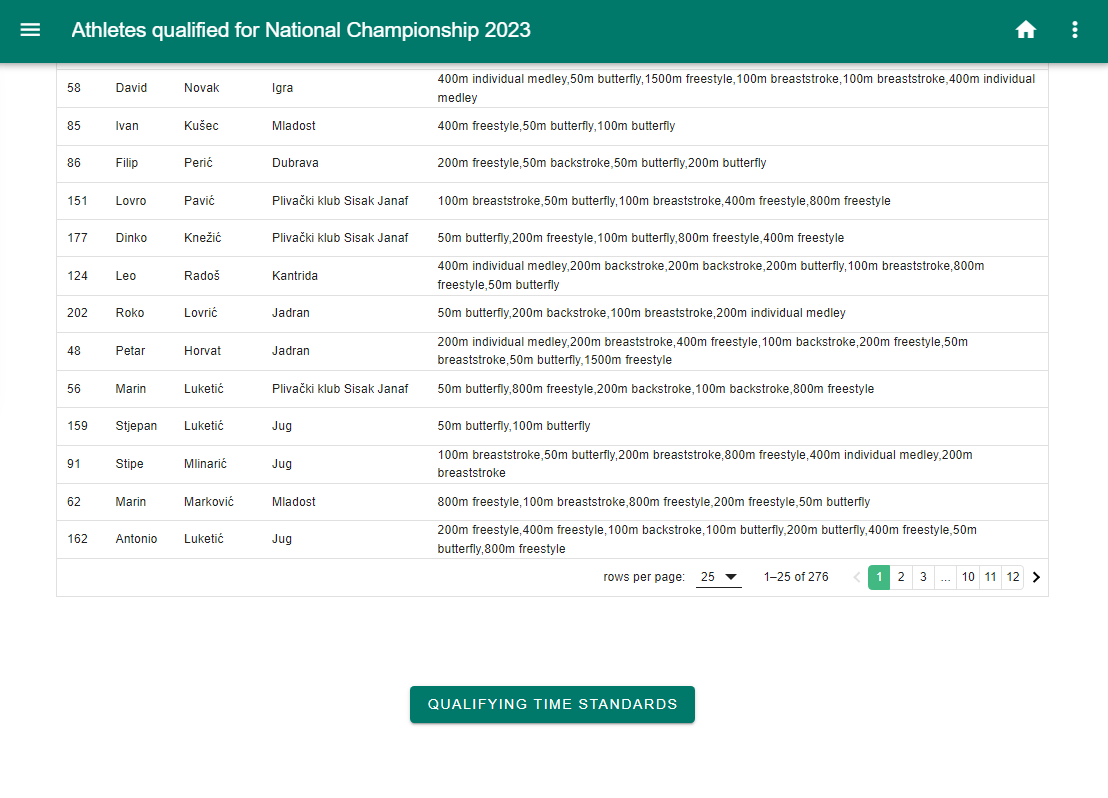 Athletes qualified for National Championship 2023
58 David Novak Igra 400m individual medley,50m butterfly,1500m freestyle,100m breaststroke,100m breaststroke,400m individual
medley
85 Ivan Kušec Mladost 400m freestyle,50m butterfly,100m butterfly
86 Filip Perić Dubrava 200m freestyle,50m backstroke,50m butterfly,200m butterfly
151 Lovro Pavić Plivački klub Sisak Janaf 100m breaststroke,50m butterfly,100m breaststroke,400m freestyle,800m freestyle
177 Dinko Knežić Plivački klub Sisak Janaf 50m butterfly,200m freestyle,100m butterfly,800m freestyle,400m freestyle
124 Leo Radoš Kantrida 400m individual medley,200m backstroke,200m backstroke,200m butterfly,100m breaststroke,800m
freestyle,50m butterfly
202 Roko Lovrić Jadran 50m butterfly,200m backstroke,100m breaststroke,200m individual medley
48 Petar Horvat Jadran 200m individual medley,200m breaststroke,400m freestyle,100m backstroke,200m freestyle,50m
breaststroke,50m butterfly,1500m freestyle
56 Marin Luketić Plivački klub Sisak Janaf 50m butterfly,800m freestyle,200m backstroke,100m backstroke,800m freestyle
159 Stjepan Luketić Jug 50m butterfly,100m butterfly
91 Stipe Mlinarić Jug 100m breaststroke,50m butterfly,200m breaststroke,800m freestyle,400m individual medley,200m
breaststroke
62 Marin Marković Mladost 800m freestyle,100m breaststroke,800m freestyle,200m freestyle,50m butterfly
162 Antonio Luketić Jug 200m freestyle,400m freestyle,100m backstroke,100m butterfly,200m butterfly,400m freestyle,50m
butterfly,800m freestyle
rows per page: 25 1–25 of 276 1 2 3 ... 10 11 12
QUALIFYING TIME STANDARDS